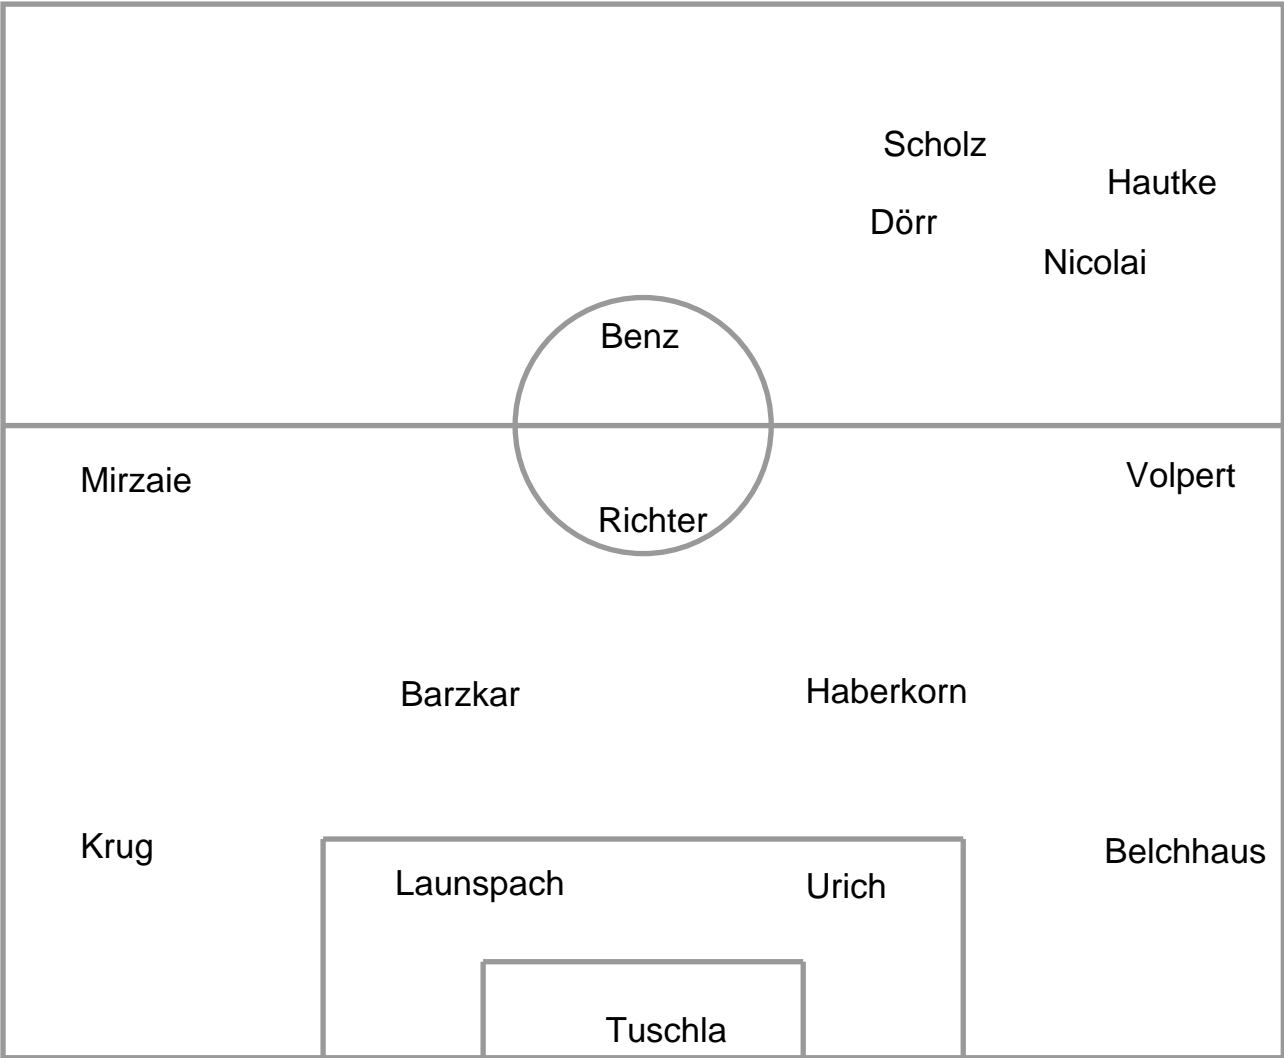 Scholz
Hautke
Dörr
Nicolai
Benz
Mirzaie
Volpert
Richter
Barzkar
Haberkorn
Krug
Belchhaus
Launspach
Urich
Tuschla